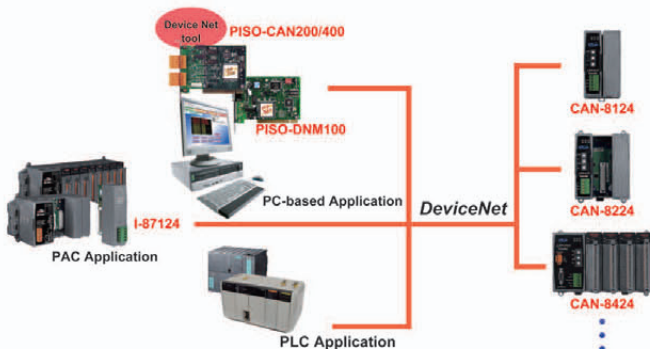 Device Net
tool
PISO-CAN200/400
PISO-DNM100
PC-based Application
I-87124
PAC Application
PLC Application
DeviceNet
CAN-8124
CAN-8224
CAN-8424